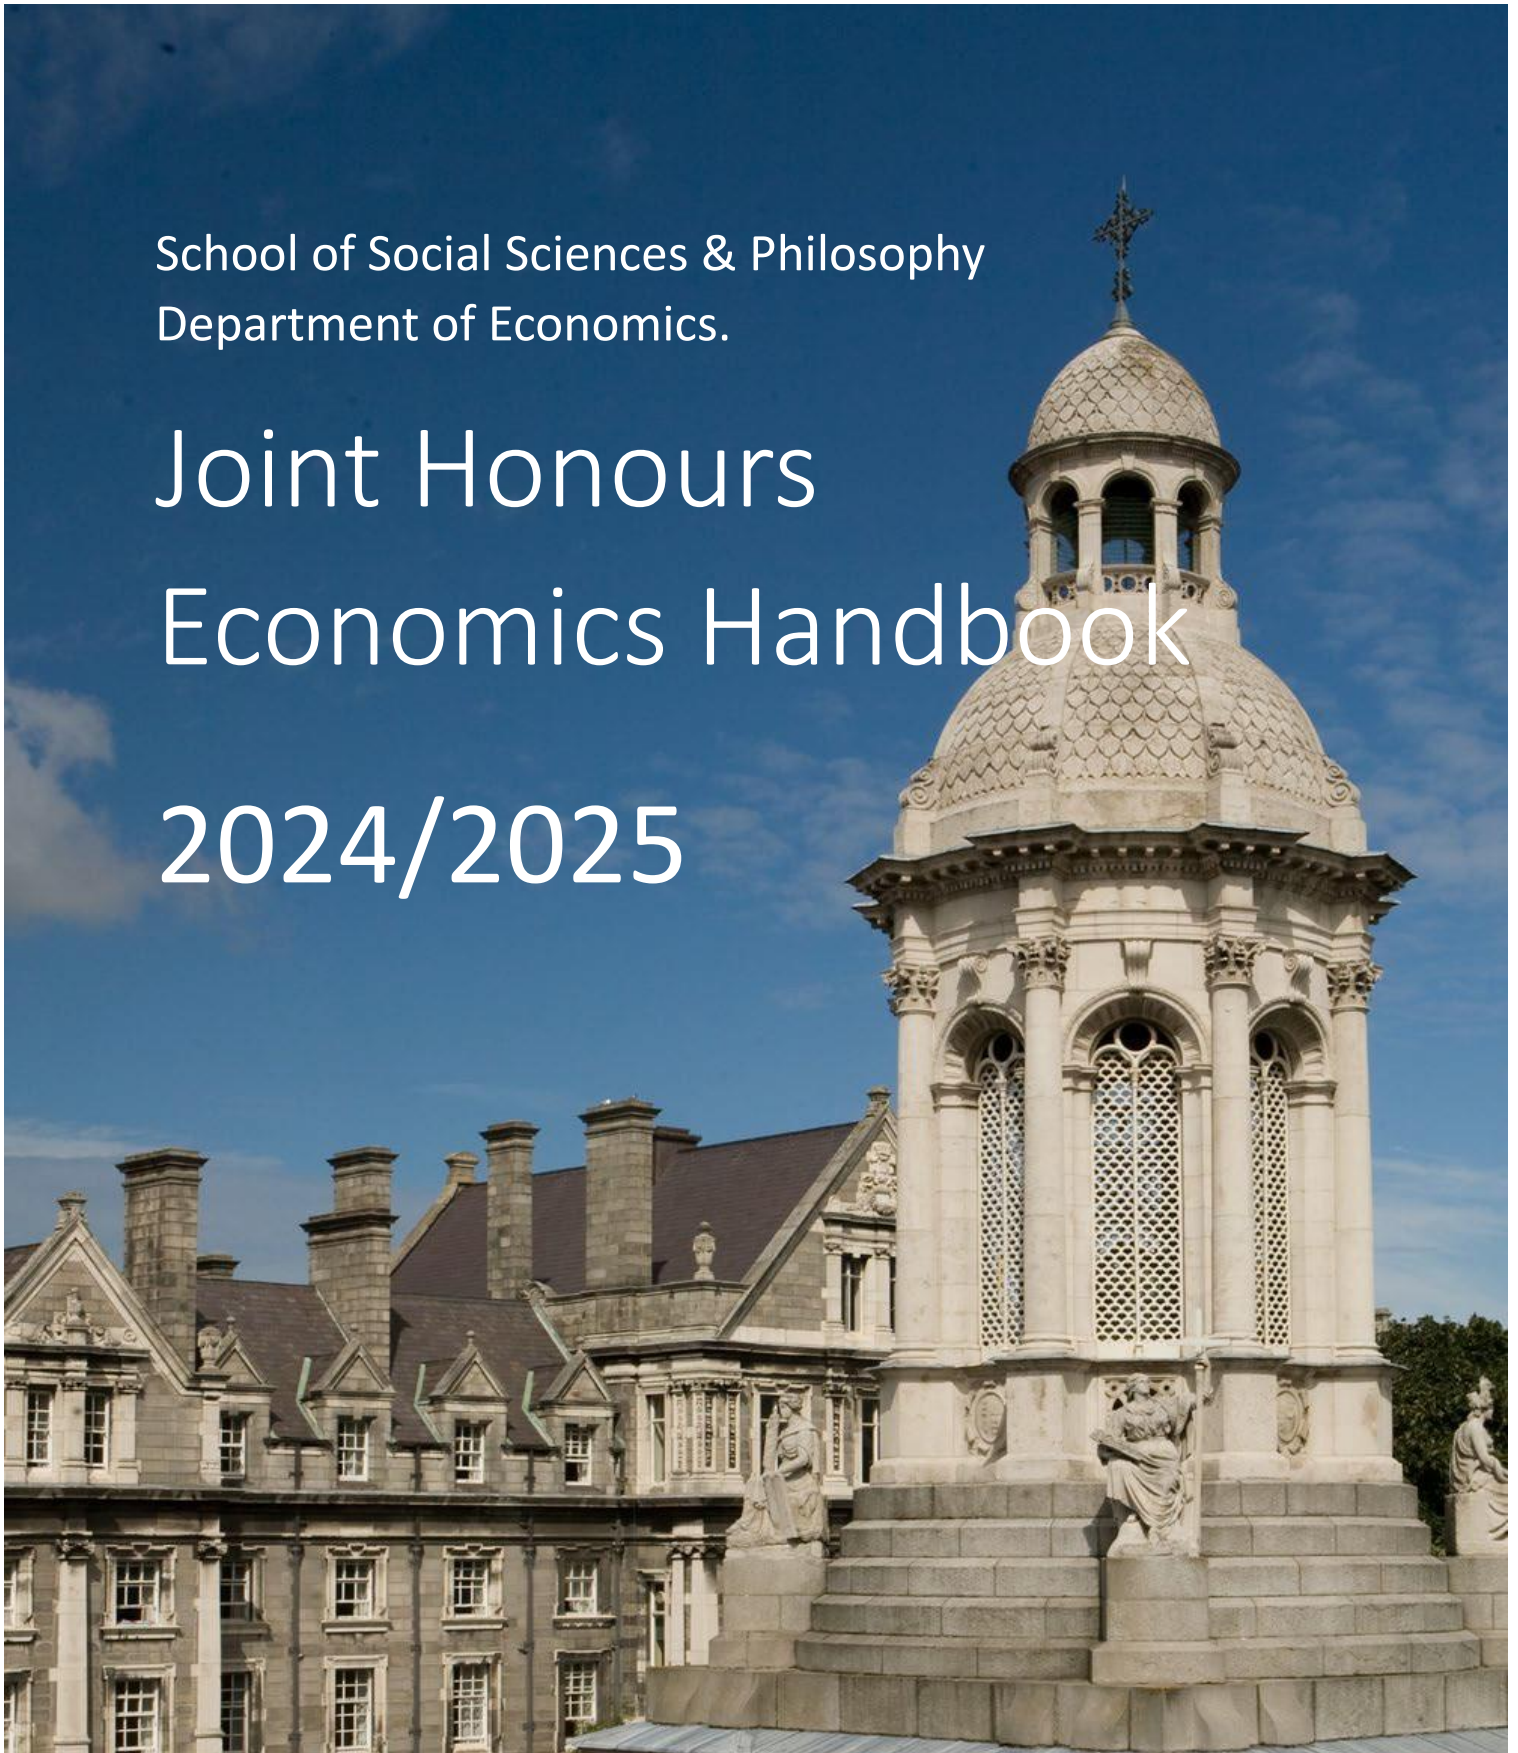 School of Social Sciences & Philosophy
Department of Economics.
Joint Honours
Economics Handbook
2024/2025